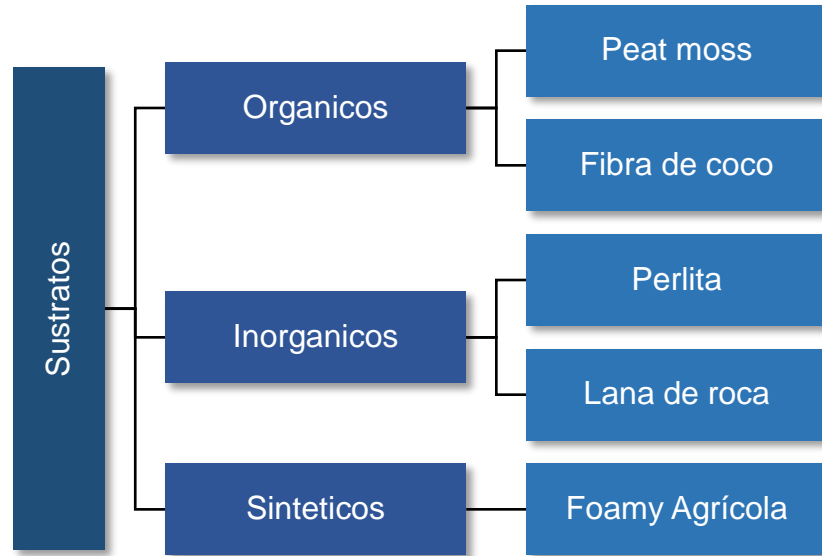 Sustratos
Organicos
Peat moss
Fibra de coco
Inorganicos
Perlita
Lana de roca
Sinteticos
Foamy Agrícola